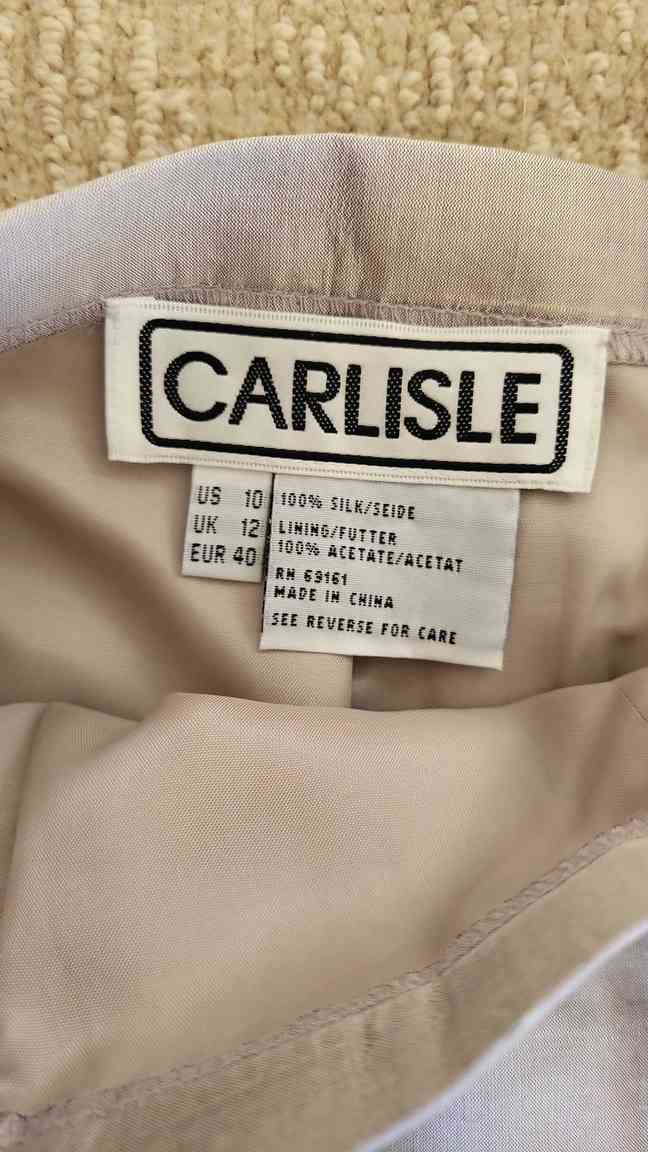 CARLISLE
US 10
UK 12
EUR 40
100% SILK/SEIDE
LINING/FUTTER
100% ACETATE/ACETAT
RN 69161
MADE IN CHINA
SEE REVERSE FOR CARE